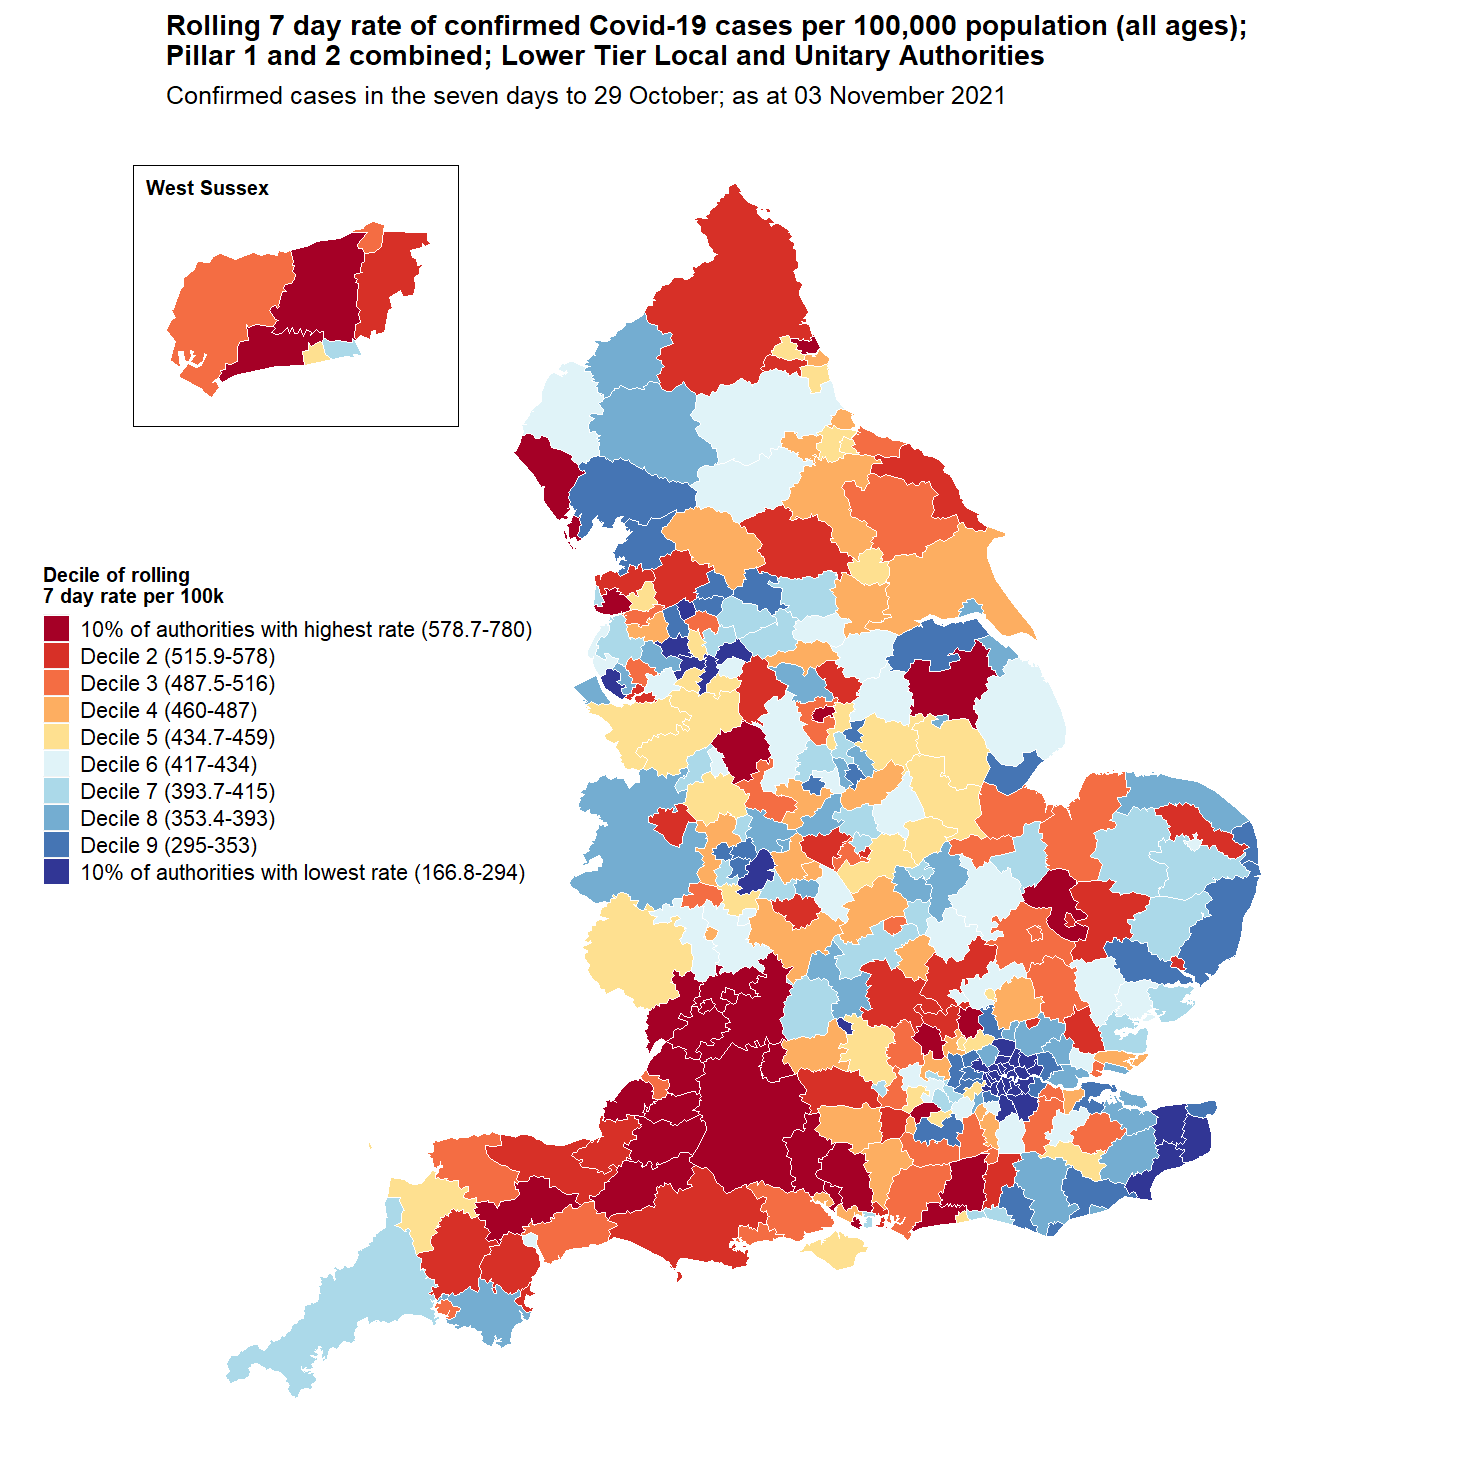 Rolling 7 day rate of confirmed Covid-19 cases per 100,000 population (all ages);
Pillar 1 and 2 combined; Lower Tier Local and Unitary Authorities
Confirmed cases in the seven days to 29 October; as at 03 November 2021
West Sussex
Decile of rolling
7 day rate per 100k
10% of authorities with highest rate (578.7-780)
Decile 2 (515.9-578)
Decile 3 (487.5-516)
Decile 4 (460-487)
Decile 5 (434.7-459)
Decile 6 (417-434)
Decile 7 (393.7-415)
Decile 8 (353.4-393)
Decile 9 (295-353)
10% of authorities with lowest rate (166.8-294)